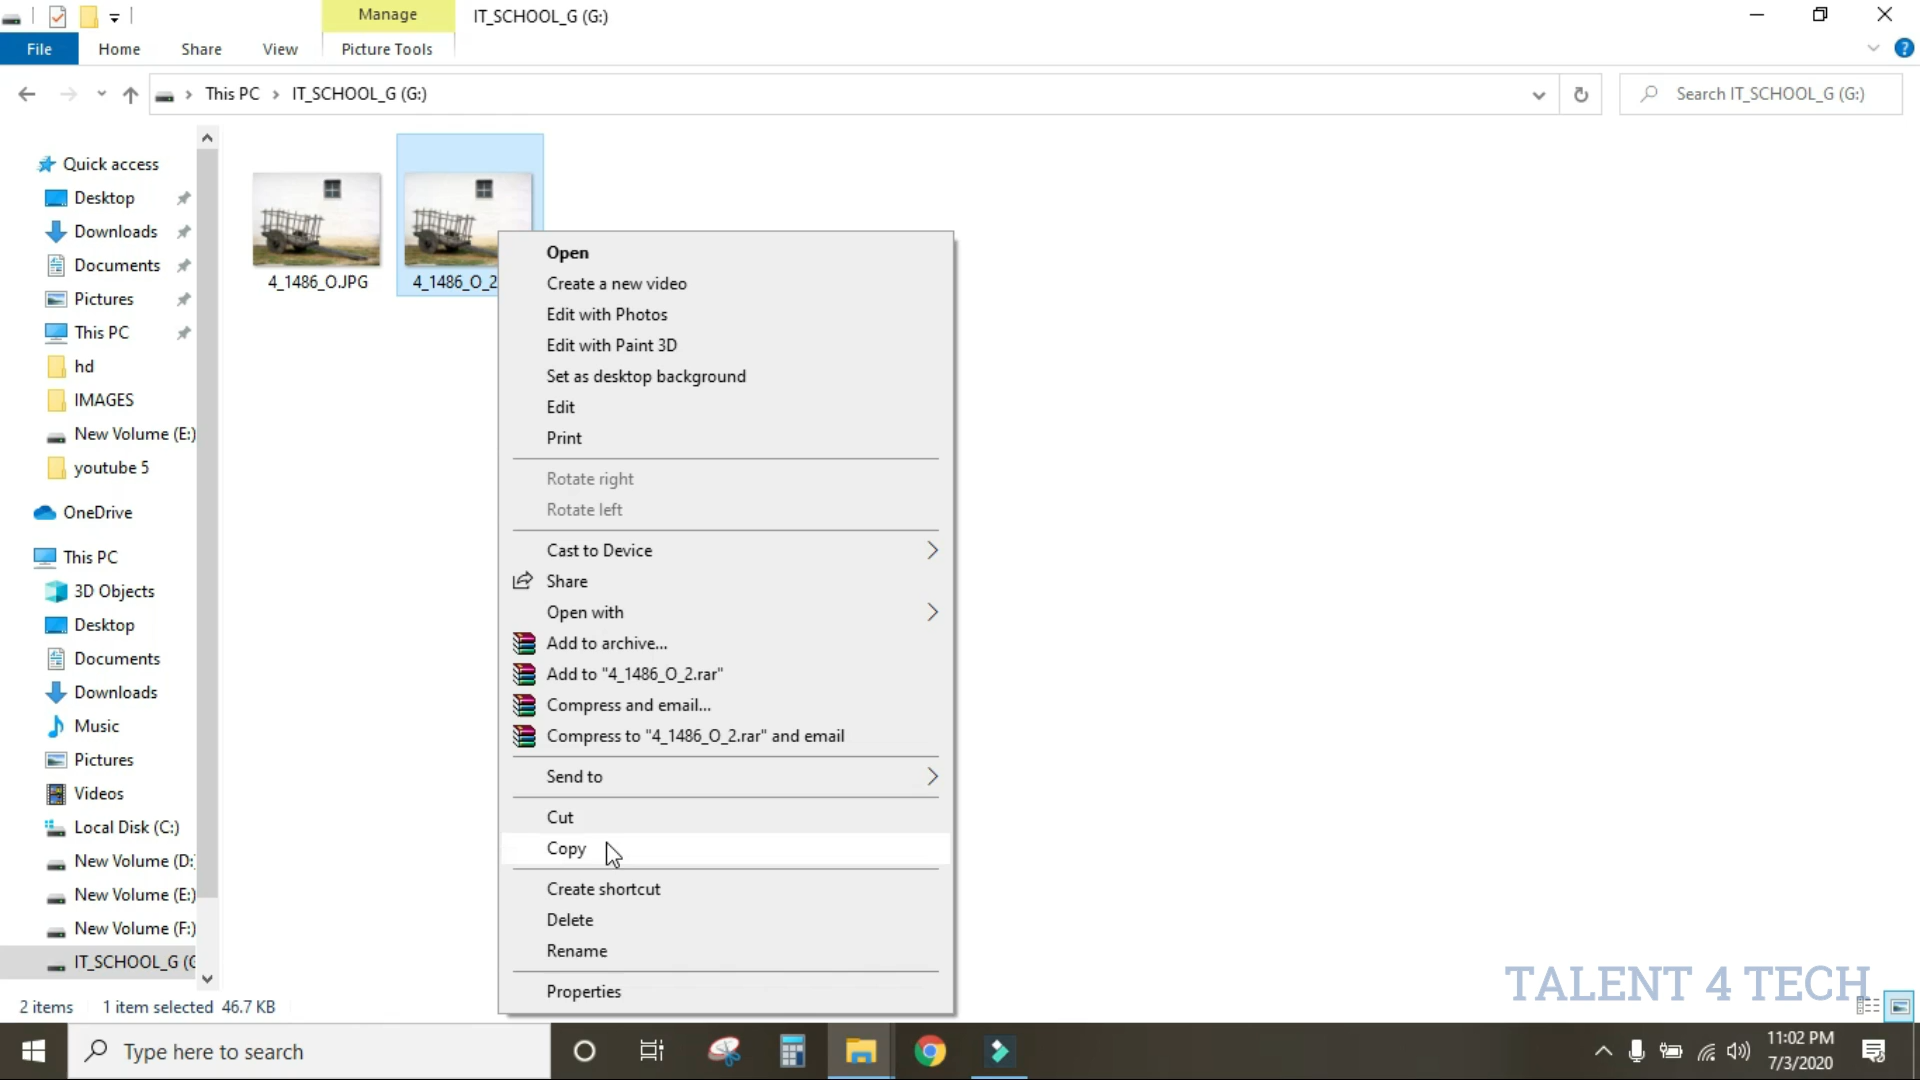 Manage
IT_SCHOOL_G (G:)
File
Home
Share
View
Picture Tools
This PC
IT_SCHOOL_G (G:)
Search IT_SCHOOL_G (G:)
Quick access
Desktop
Downloads
Documents
Pictures
This PC
hd
IMAGES
New Volume (E:)
youtube 5
OneDrive
This PC
3D Objects
Desktop
Documents
Downloads
Music
Pictures
Videos
Local Disk (C:)
New Volume (D:
New Volume (E:)
New Volume (F:)
IT_SCHOOL_G (G
4_1486_O.JPG
4_1486_O_2
Open
Create a new video
Edit with Photos
Edit with Paint 3D
Set as desktop background
Edit
Print
Rotate right
Rotate left
Cast to Device
Share
Open with
Add to archive...
Add to "4_1486_O_2.rar"
Compress and email...
Compress to "4_1486_O_2.rar" and email
Send to
Cut
Copy
Create shortcut
Delete
Rename
Properties
TALENT 4 TECH
2 items
1 item selected 46.7 KB
Type here to search
11:02 PM
7/3/2020